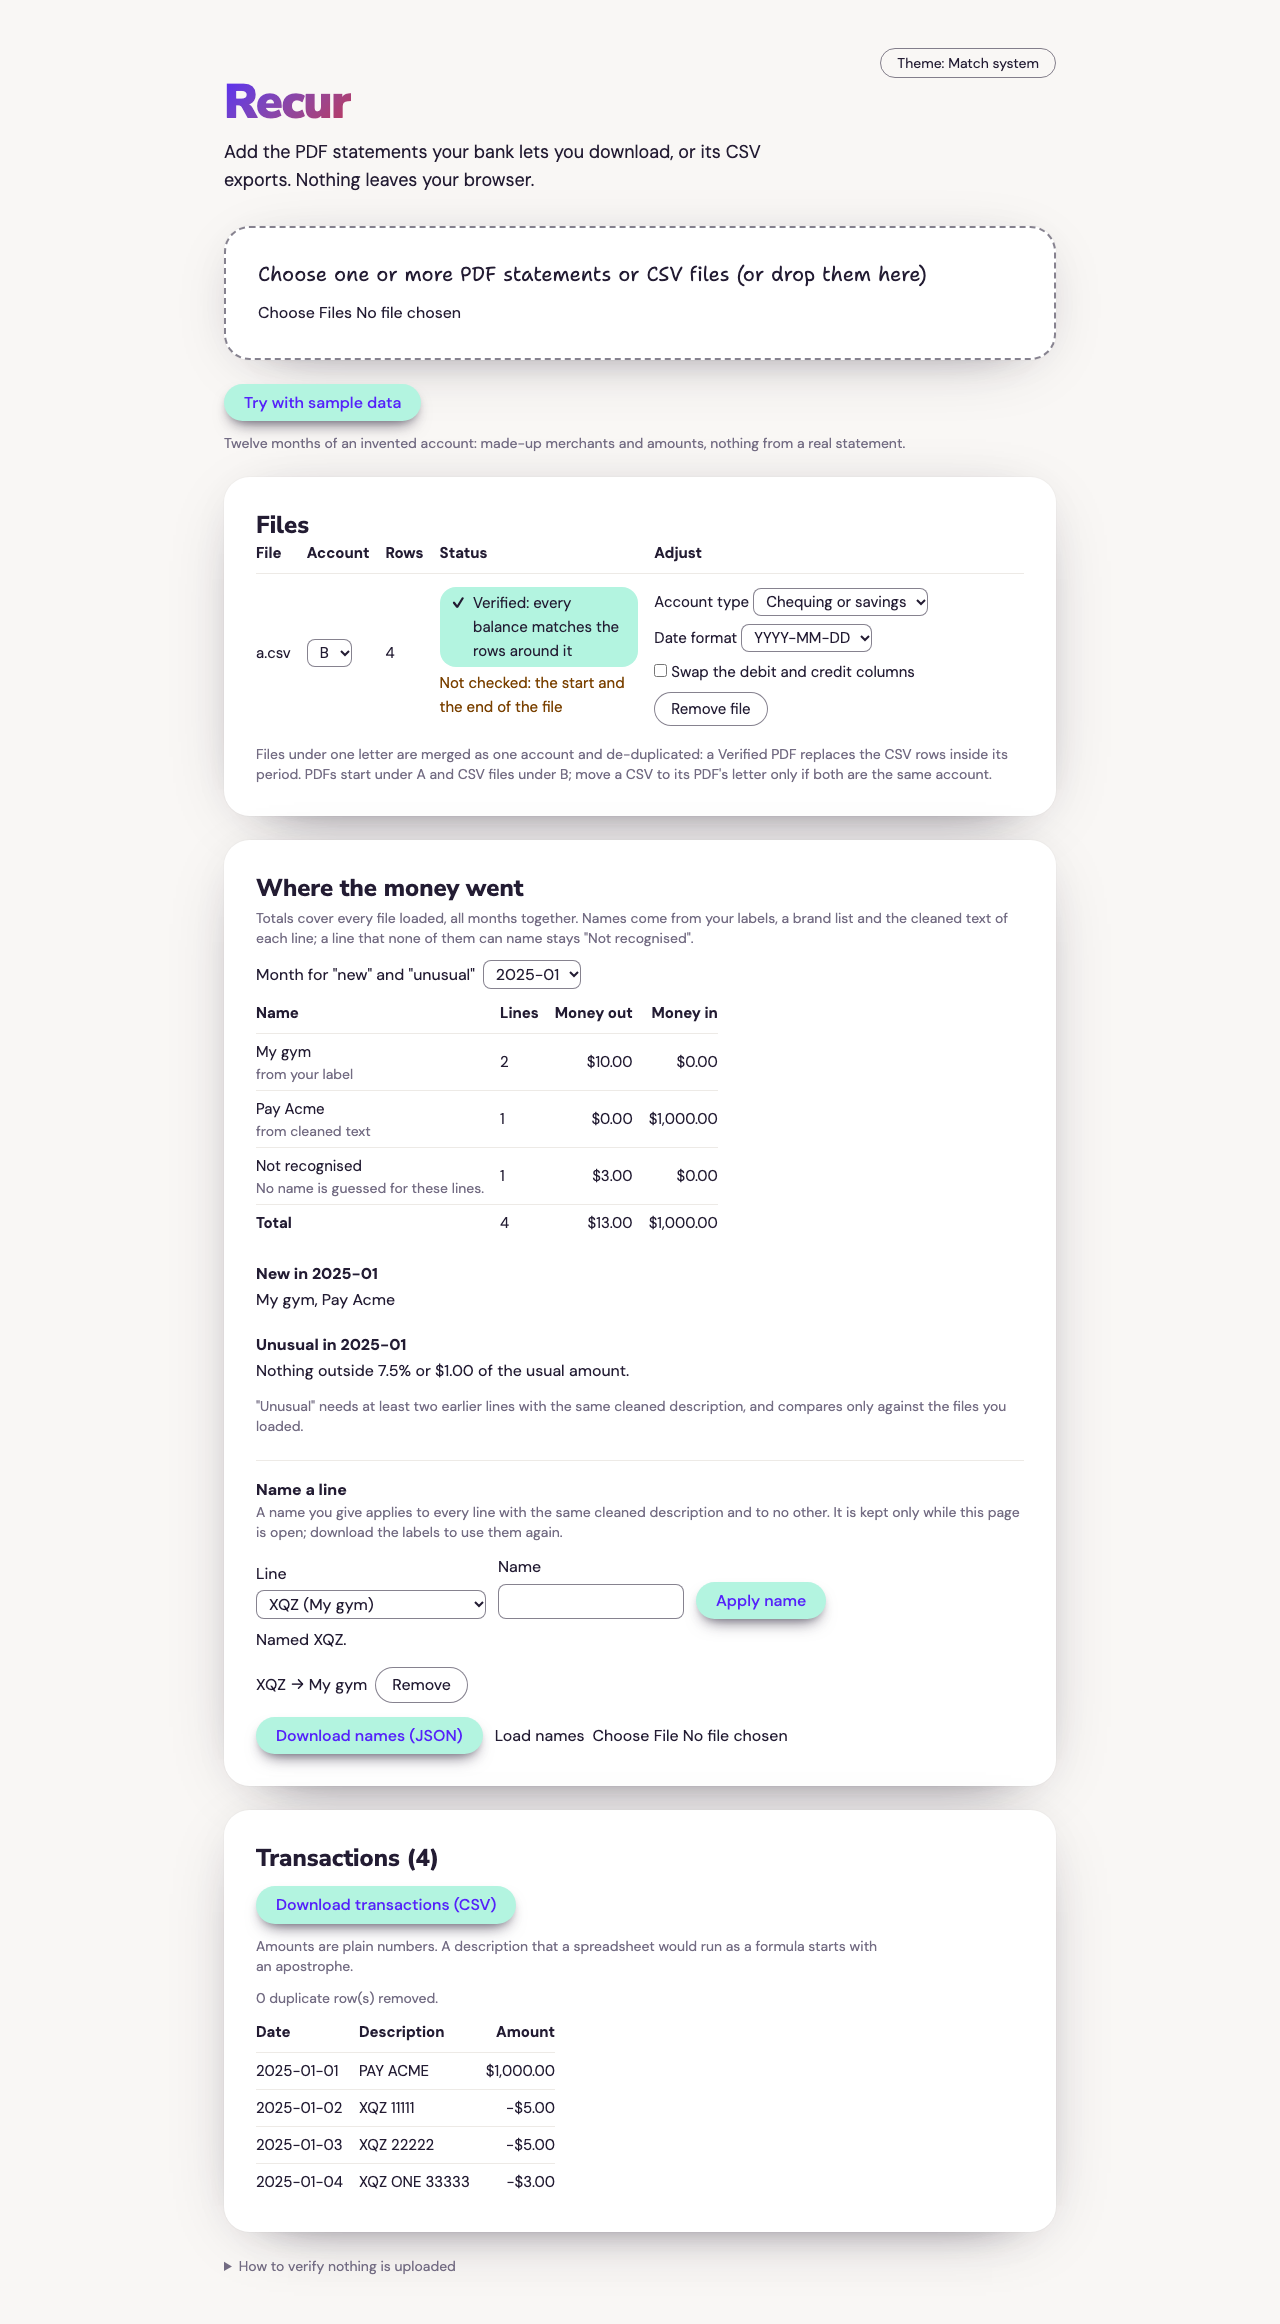 Theme: Match system
Recur
Add the PDF statements your bank lets you download, or its CSV
exports. Nothing leaves your browser.
Choose one or more PDF statements or CSV files (or drop them here)
Choose Files No file chosen
Try with sample data
Twelve months of an invented account: made-up merchants and amounts, nothing from a real statement.
Files
File Account Rows Status Adjust
a.csv B 4
✓ Verified: every
balance matches the
rows around it
Not checked: the start and
the end of the file
Account type Chequing or savings
Date format YYYY-MM-DD
Swap the debit and credit columns
Remove file
Files under one letter are merged as one account and de-duplicated: a Verified PDF replaces the CSV rows inside its
period. PDFs start under A and CSV files under B; move a CSV to its PDF's letter only if both are the same account.
Where the money went
Totals cover every file loaded, all months together. Names come from your labels, a brand list and the cleaned text of
each line; a line that none of them can name stays "Not recognised".
Month for "new" and "unusual" 2025-01
Name Lines Money out Money in
My gym 2 $10.00 $0.00
from your label
Pay Acme 1 $0.00 $1,000.00
from cleaned text
Not recognised 1 $3.00 $0.00
No name is guessed for these lines.
Total 4 $13.00 $1,000.00
New in 2025-01
My gym, Pay Acme
Unusual in 2025-01
Nothing outside 7.5% or $1.00 of the usual amount.
"Unusual" needs at least two earlier lines with the same cleaned description, and compares only against the files you
loaded.
Name a line
A name you give applies to every line with the same cleaned description and to no other. It is kept only while this page
is open; download the labels to use them again.
Line Name
XQZ (My gym) Apply name
Named XQZ.
XQZ → My gym Remove
Download names (JSON) Load names Choose File No file chosen
Transactions (4)
Download transactions (CSV)
Amounts are plain numbers. A description that a spreadsheet would run as a formula starts with
an apostrophe.
0 duplicate row(s) removed.
Date Description Amount
2025-01-01 PAY ACME $1,000.00
2025-01-02 XQZ 11111 -$5.00
2025-01-03 XQZ 22222 -$5.00
2025-01-04 XQZ ONE 33333 -$3.00
How to verify nothing is uploaded